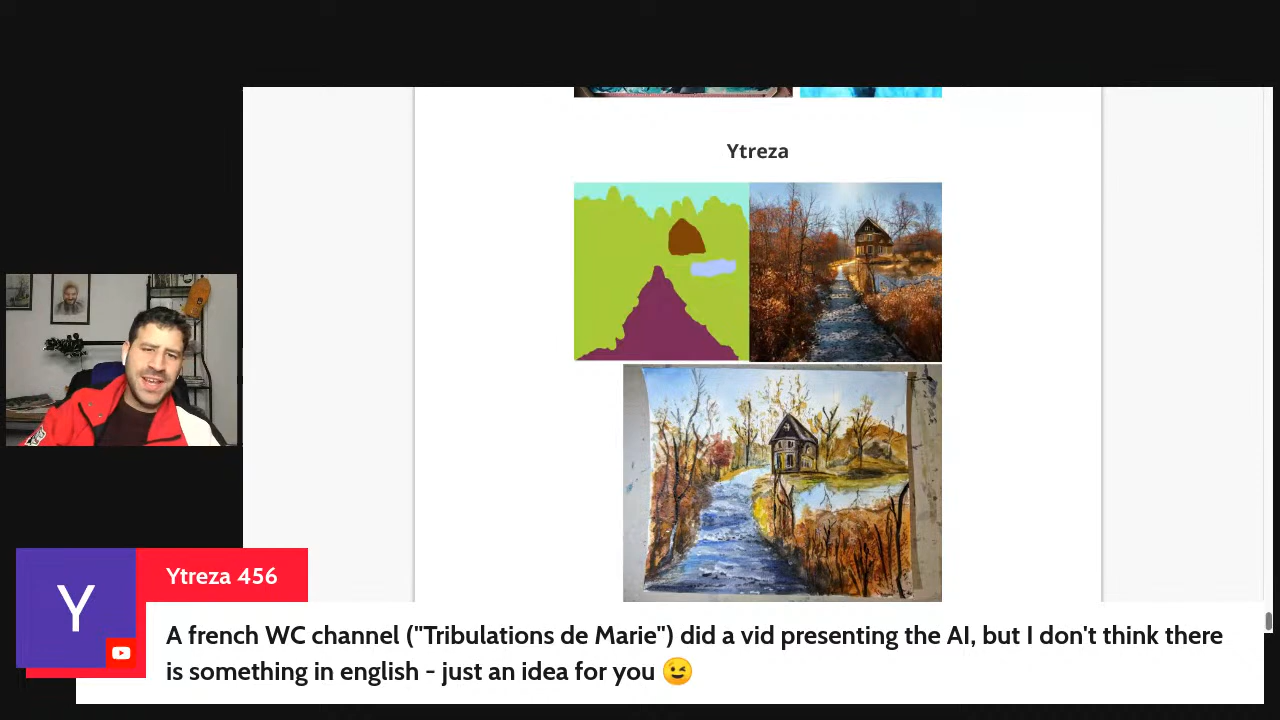 Ytreza
Y
Ytreza 456
A french WC channel ("Tribulations de Marie") did a vid presenting the AI, but I don't think there
is something in english - just an idea for you 😉